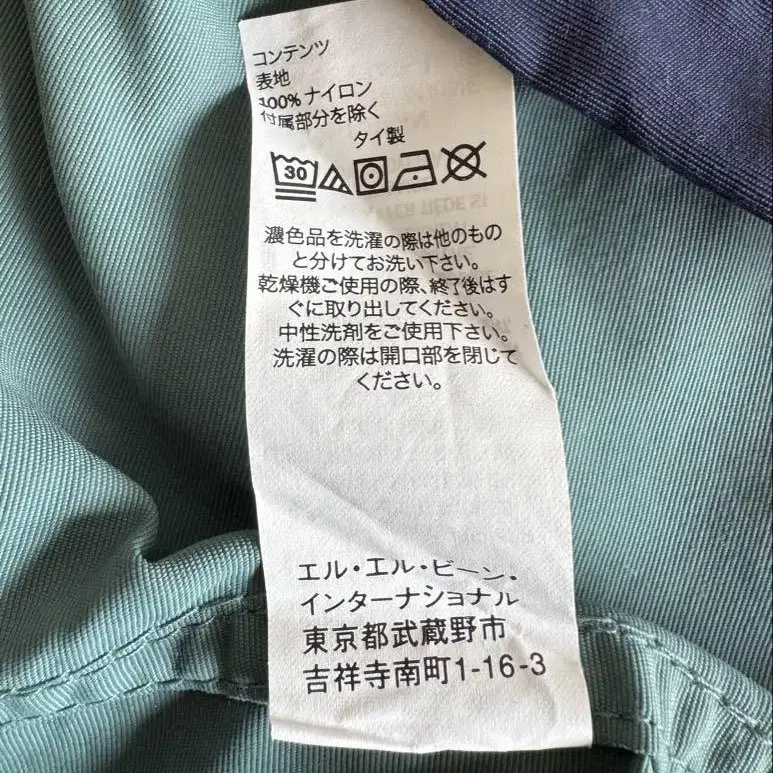 コンテンツ
表地
100% ナイロン
付属部分を除く
タイ製
30
濃色品を洗濯の際は他のもの
と分けてお洗い下さい。
乾燥機ご使用の際、終了後はす
ぐに取り出してください。
中性洗剤をご使用下さい。
洗濯の際は開口部を閉じて
ください。
エル・エル・ビーン・
インターナショナル
東京都武蔵野市
吉祥寺南町1-16-3